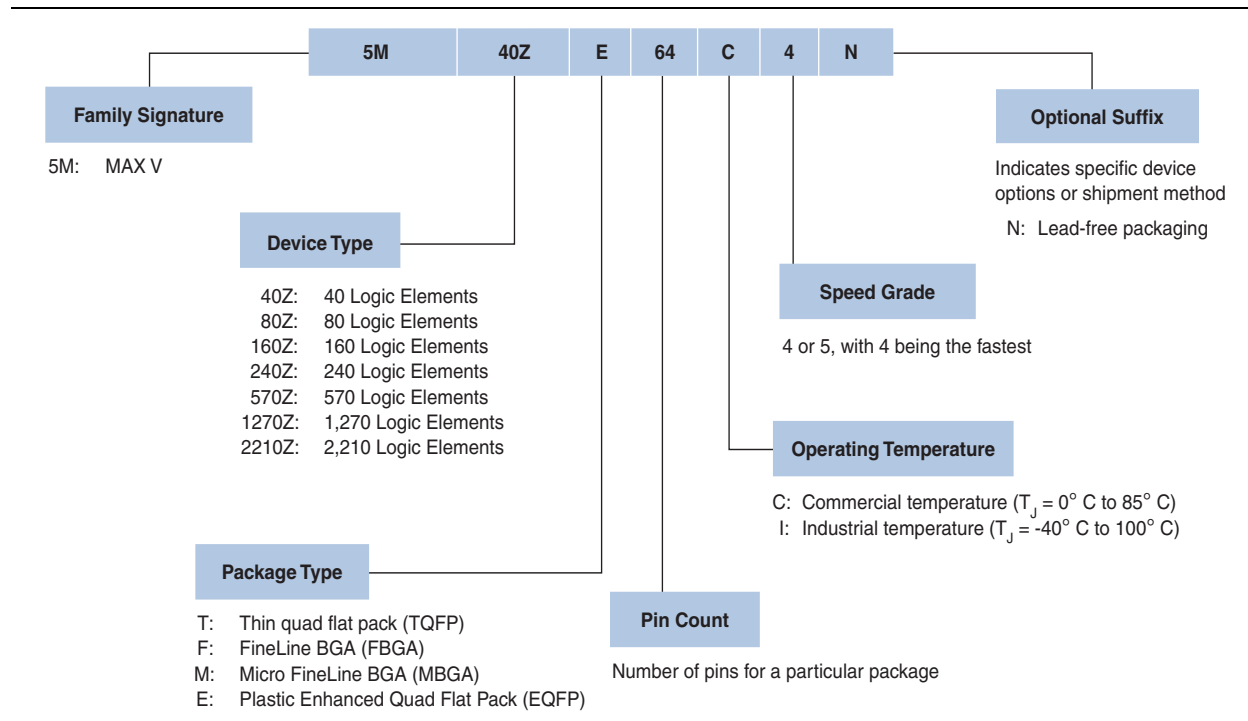 5M 40Z E 64 C 4 N
Family Signature
5M: MAX V
Optional Suffix
Indicates specific device
options or shipment method
N: Lead-free packaging
Device Type
40Z: 40 Logic Elements
80Z: 80 Logic Elements
160Z: 160 Logic Elements
240Z: 240 Logic Elements
570Z: 570 Logic Elements
1270Z: 1,270 Logic Elements
2210Z: 2,210 Logic Elements
Speed Grade
4 or 5, with 4 being the fastest
Operating Temperature
C: Commercial temperature (TJ = 0° C to 85° C)
I: Industrial temperature (TJ = -40° C to 100° C)
Package Type
T: Thin quad flat pack (TQFP)
F: FineLine BGA (FBGA)
M: Micro FineLine BGA (MBGA)
E: Plastic Enhanced Quad Flat Pack (EQFP)
Pin Count
Number of pins for a particular package